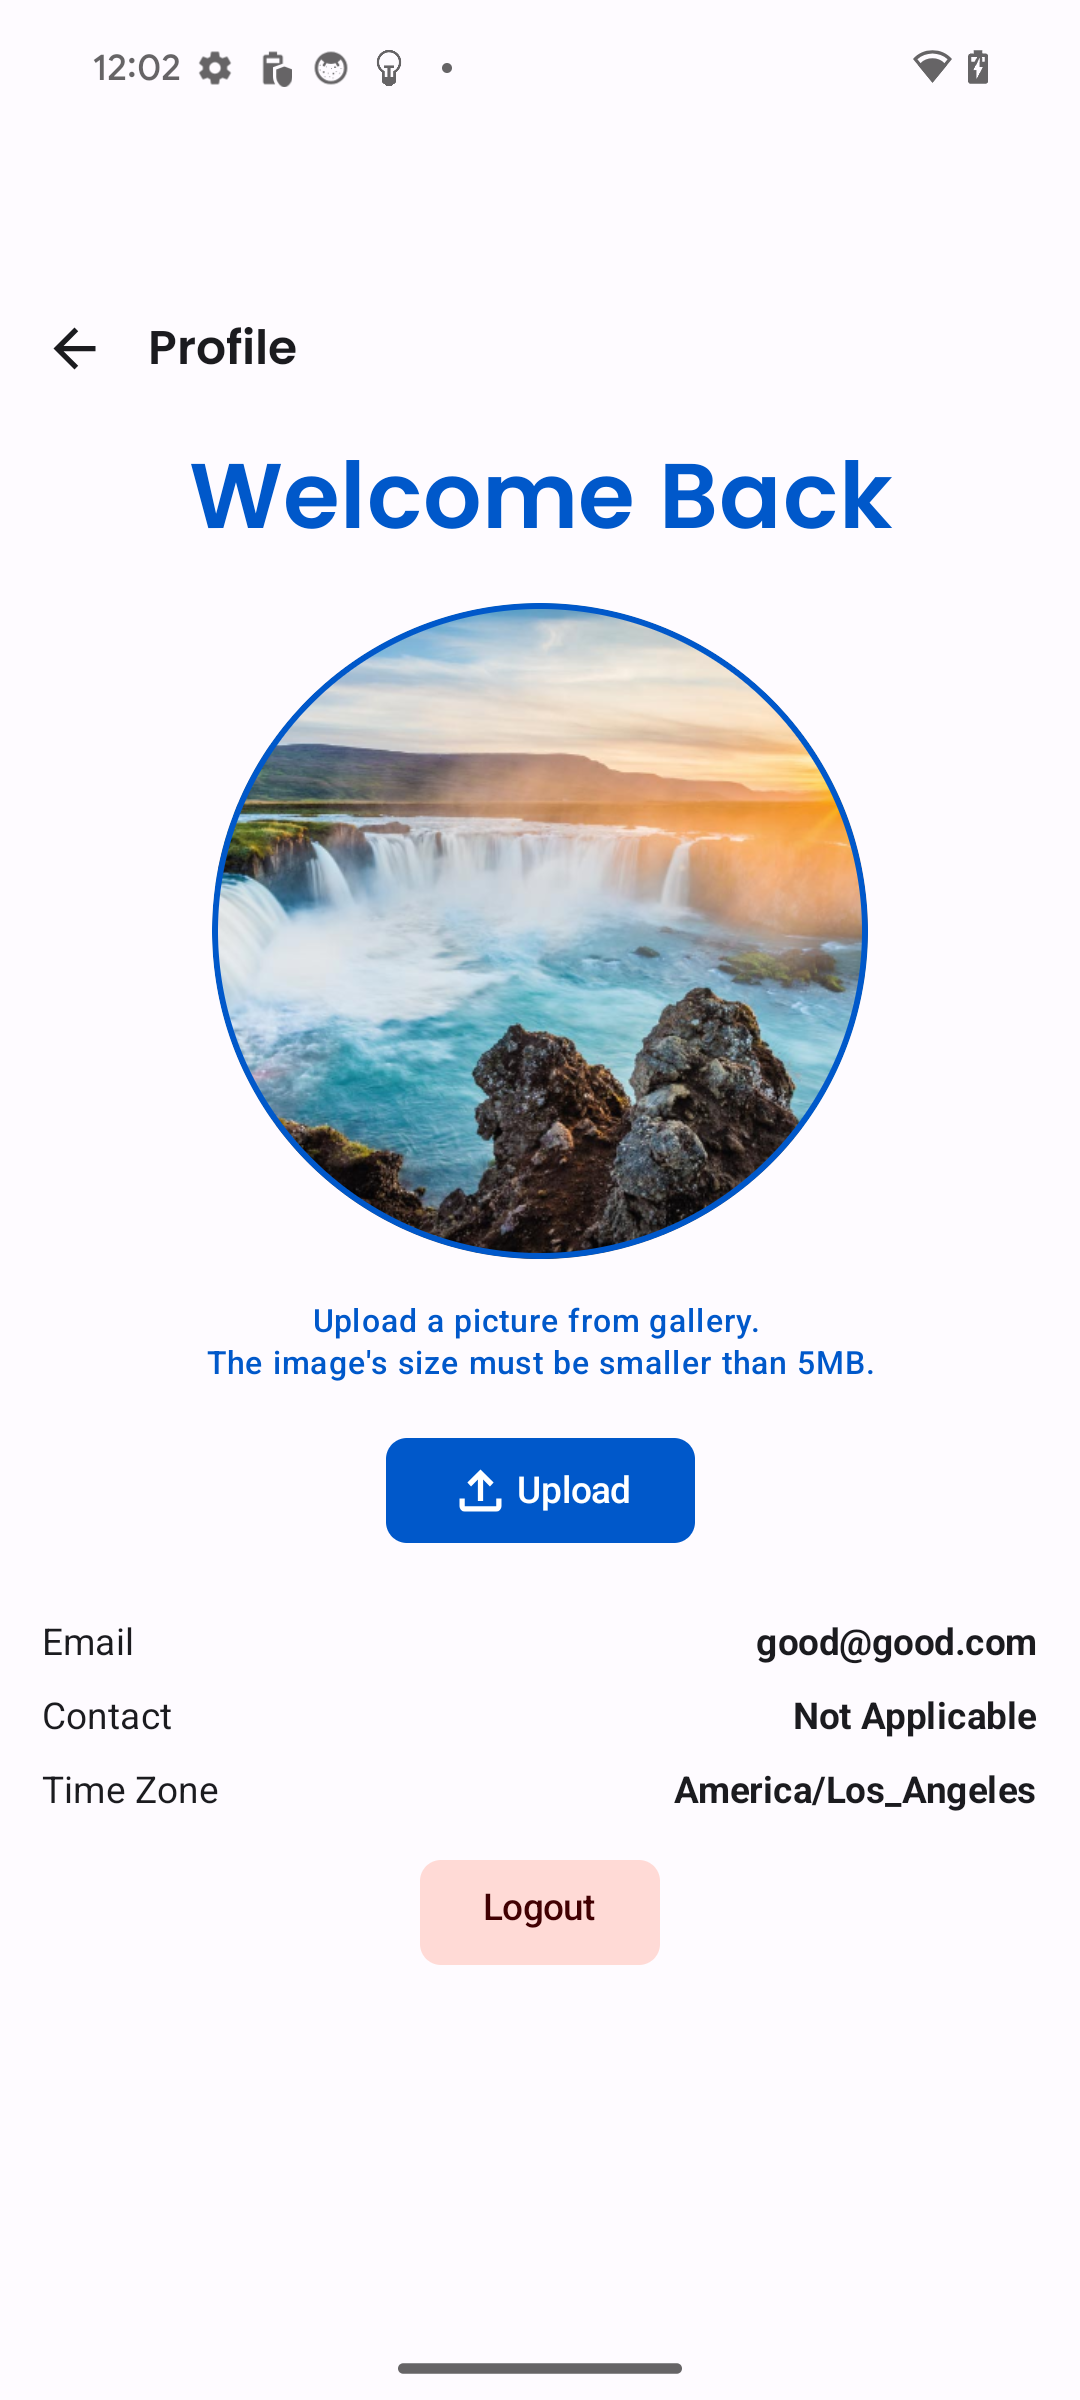 12:02
Profile
Welcome Back
Upload a picture from gallery.
The image's size must be smaller than 5MB.
Upload
Email good@good.com
Contact Not Applicable
Time Zone America/Los_Angeles
Logout